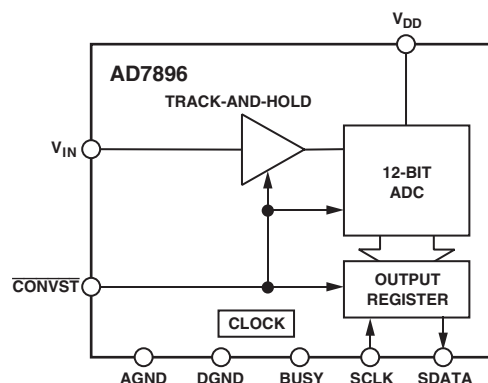 VDD
AD7896
TRACK-AND-HOLD
VIN
12-BIT
ADC
CONVST
OUTPUT
REGISTER
CLOCK
AGND DGND BUSY SCLK SDATA